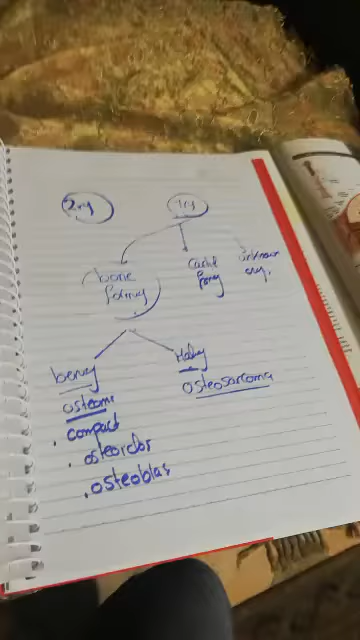 2ry
1ry
bone
forming
Cartil
forming
unknown
ory.
benign
Malig
osteoma
osteosarcoma
. compact
. osteoclas
. osteoblas